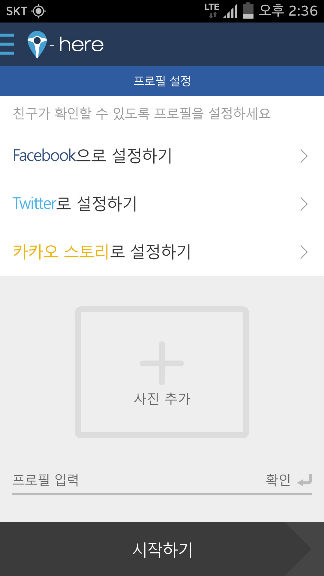 SKT LTE 오후 2:36
- here
프로필 설정
친구가 확인할 수 있도록 프로필을 설정하세요
Facebook으로 설정하기
Twitter로 설정하기
카카오 스토리로 설정하기
사진 추가
프로필 입력 확인
시작하기